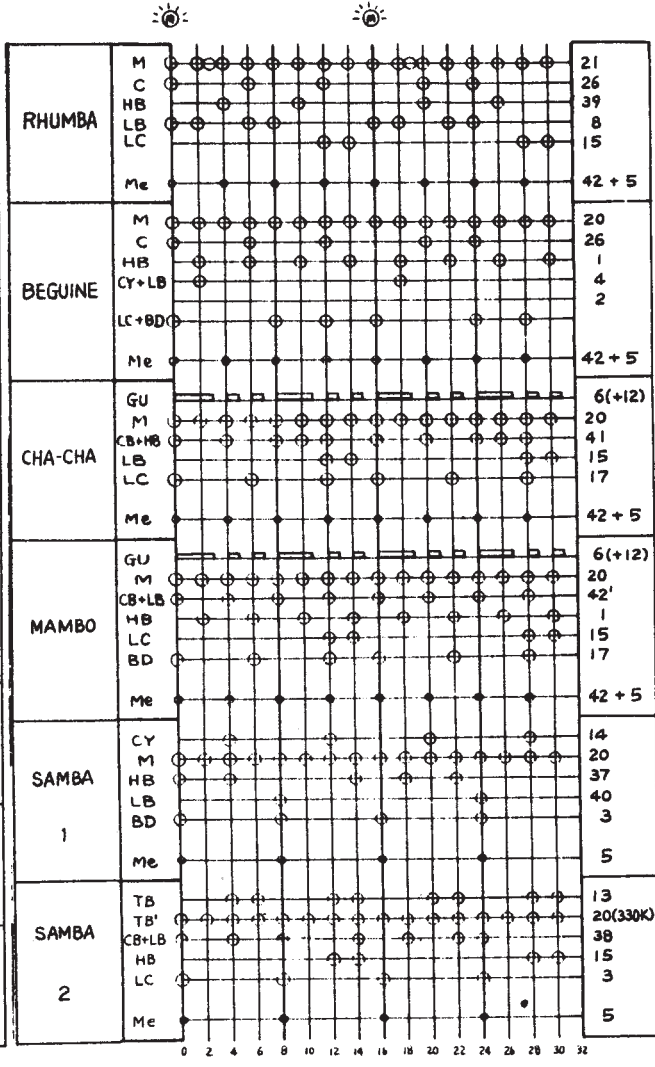 RHUMBA
M 21
C 26
HB 39
LB 8
LC 15
Me 42 + 5
BEGUINE
M 20
C 26
HB 1
CY+LB 4
2
LC+BD
Me 42 + 5
CHA-CHA
GU 6(+12)
M 20
CB+HB 41
LB 15
LC 17
Me 42 + 5
MAMBO
GU 6(+12)
M 20
CB+LB 42'
HB 1
LC 15
BD 17
Me 42 + 5
SAMBA
1
CY 14
M 20
HB 37
LB 40
BD 3
Me 5
SAMBA
2
TB 13
TB' 20(330K)
CB+LB 38
HB 15
LC 3
Me 5
0 2 4 6 8 10 12 14 16 18 20 22 24 26 28 30 32